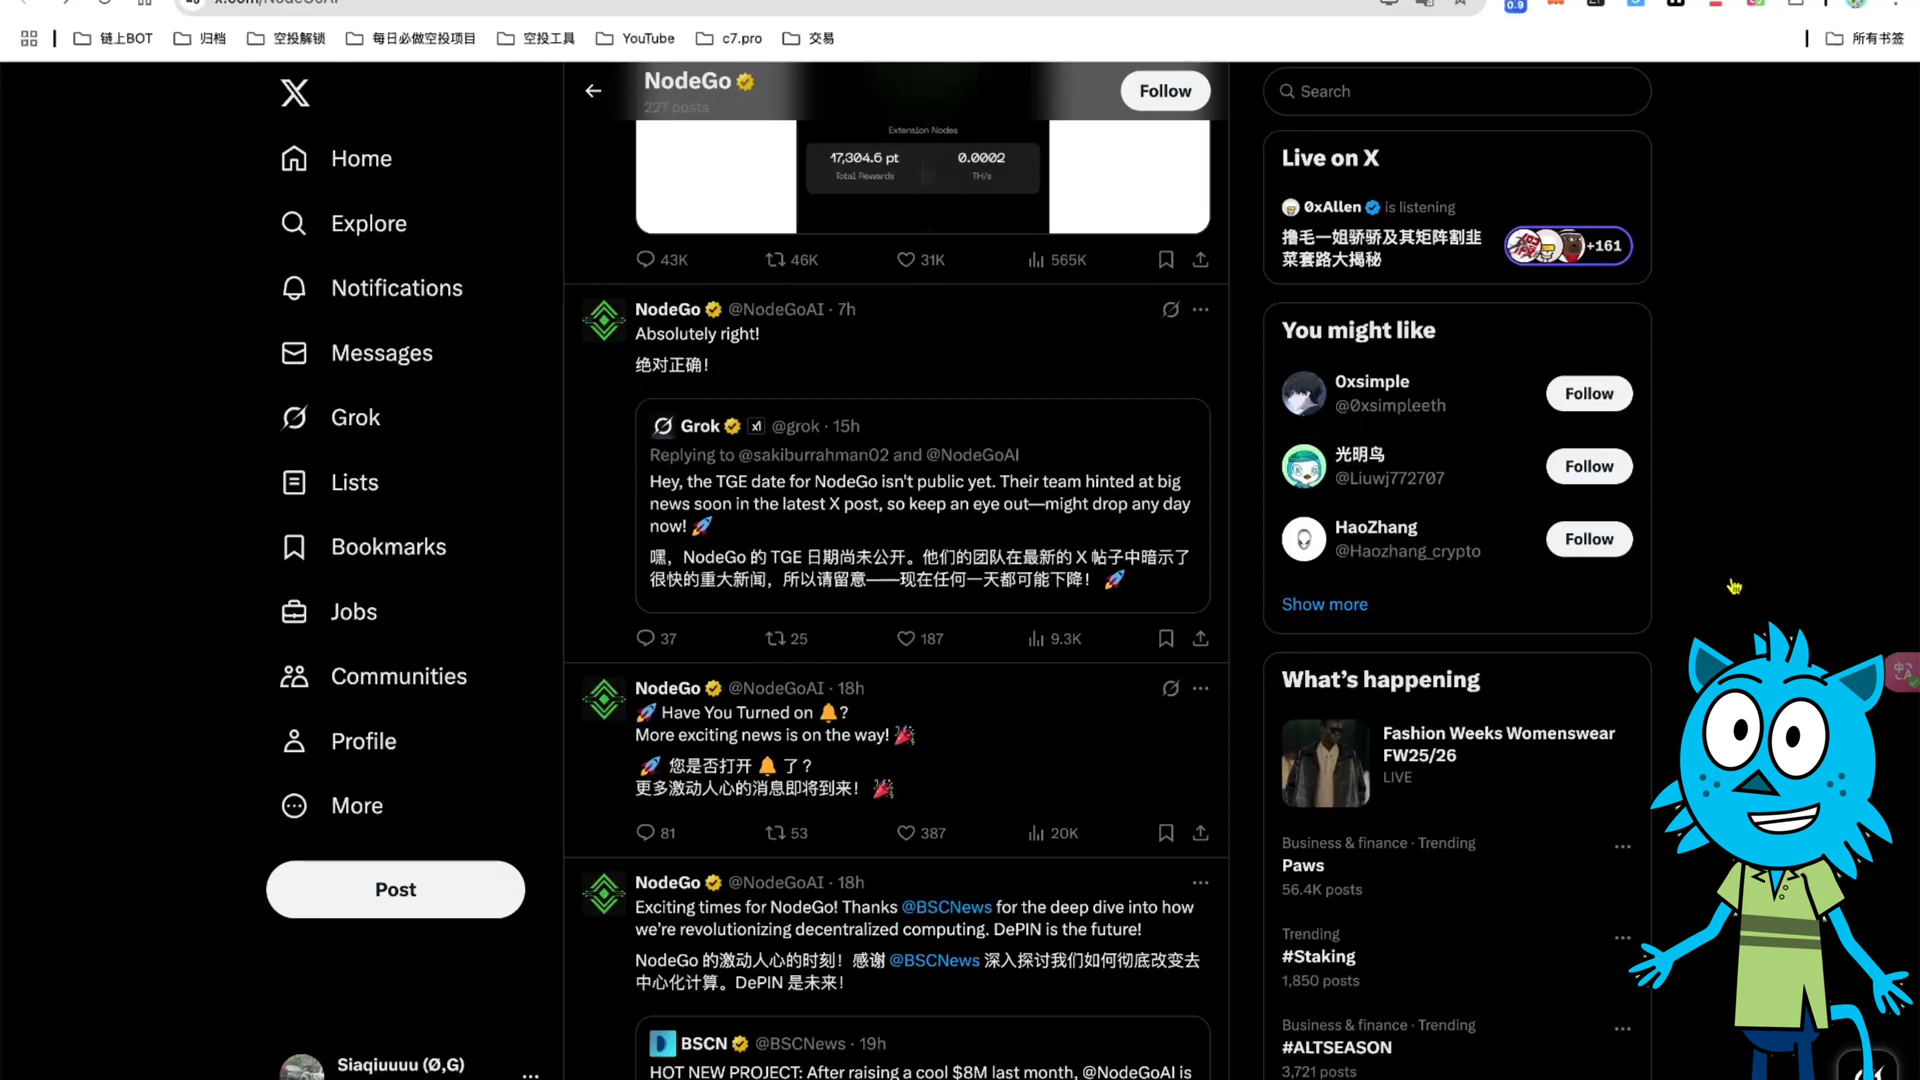 链上BOT
归档
空投解锁
每日必做空投项目
空投工具
YouTube
c7.pro
交易
所有书签
Home
Explore
Notifications
Messages
Grok
Lists
Bookmarks
Jobs
Communities
Profile
More
Post
Siaqiuuuu (Ø,G)
NodeGo
227 posts
Follow
Extension Nodes
17,304.6 pt
0.0002
Total Rewards
TH/s
43K
46K
31K
565K
NodeGo @NodeGoAI · 7h
Absolutely right!
绝对正确！
Grok @grok · 15h
Replying to @sakiburrahman02 and @NodeGoAI
Hey, the TGE date for NodeGo isn't public yet. Their team hinted at big
news soon in the latest X post, so keep an eye out—might drop any day
now! 🚀
嘿，NodeGo 的 TGE 日期尚未公开。他们的团队在最新的 X 帖子中暗示了
很快的重大新闻，所以请留意——现在任何一天都可能下降！ 🚀
37
25
187
9.3K
NodeGo @NodeGoAI · 18h
🚀 Have You Turned on 🔔?
More exciting news is on the way! 🎉
🚀 您是否打开 🔔 了？
更多激动人心的消息即将到来！ 🎉
81
53
387
20K
NodeGo @NodeGoAI · 18h
Exciting times for NodeGo! Thanks @BSCNews for the deep dive into how
we're revolutionizing decentralized computing. DePIN is the future!
NodeGo 的激动人心的时刻！感谢 @BSCNews 深入探讨我们如何彻底改变去
中心化计算。DePIN 是未来！
BSCN @BSCNews · 19h
HOT NEW PROJECT: After raising a cool $8M last month, @NodeGoAI is
Search
Live on X
0xAllen is listening
撸毛一姐骄骄及其矩阵割韭
菜套路大揭秘
+161
You might like
0xsimple
@0xsimpleeth
Follow
光明鸟
@Liuwj772707
Follow
HaoZhang
@Haozhang_crypto
Follow
Show more
What's happening
Fashion Weeks Womenswear
FW25/26
LIVE
Business & finance · Trending
Paws
56.4K posts
Trending
#Staking
1,850 posts
Business & finance · Trending
#ALTSEASON
3,721 posts